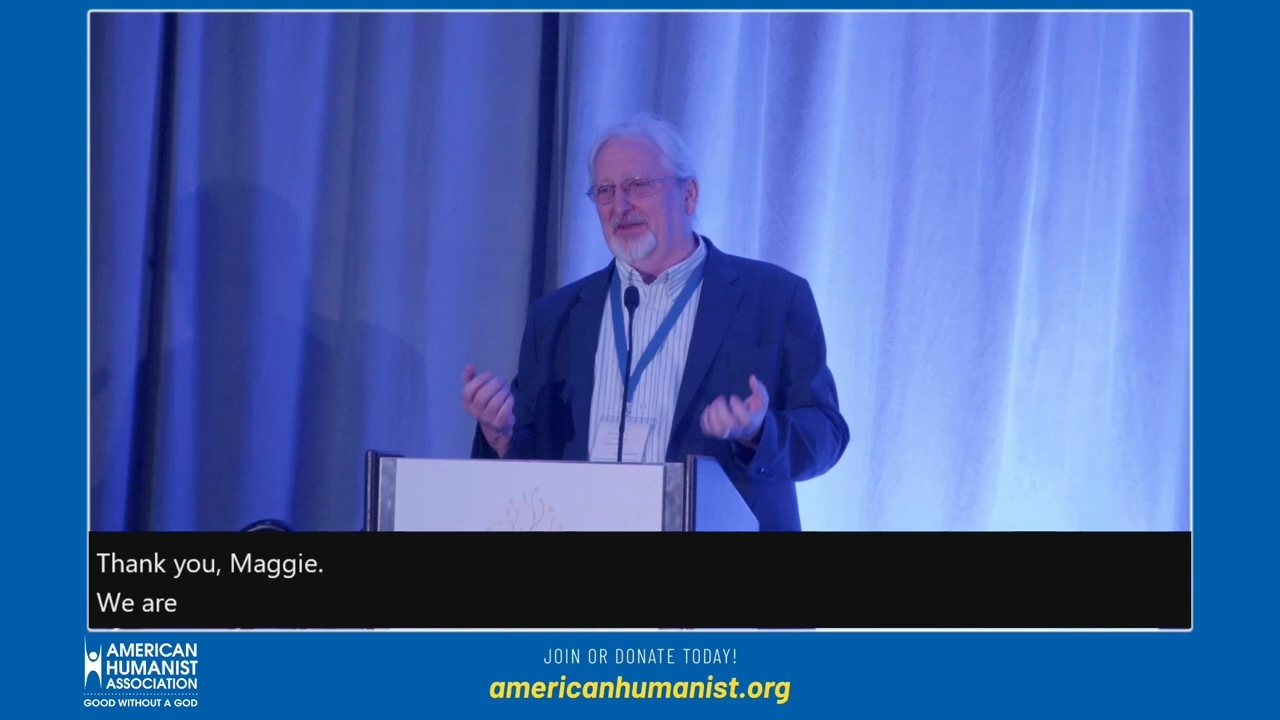 Thank you, Maggie.
We are
AMERICAN
HUMANIST
ASSOCIATION
GOOD WITHOUT A GOD
JOIN OR DONATE TODAY!
americanhumanist.org